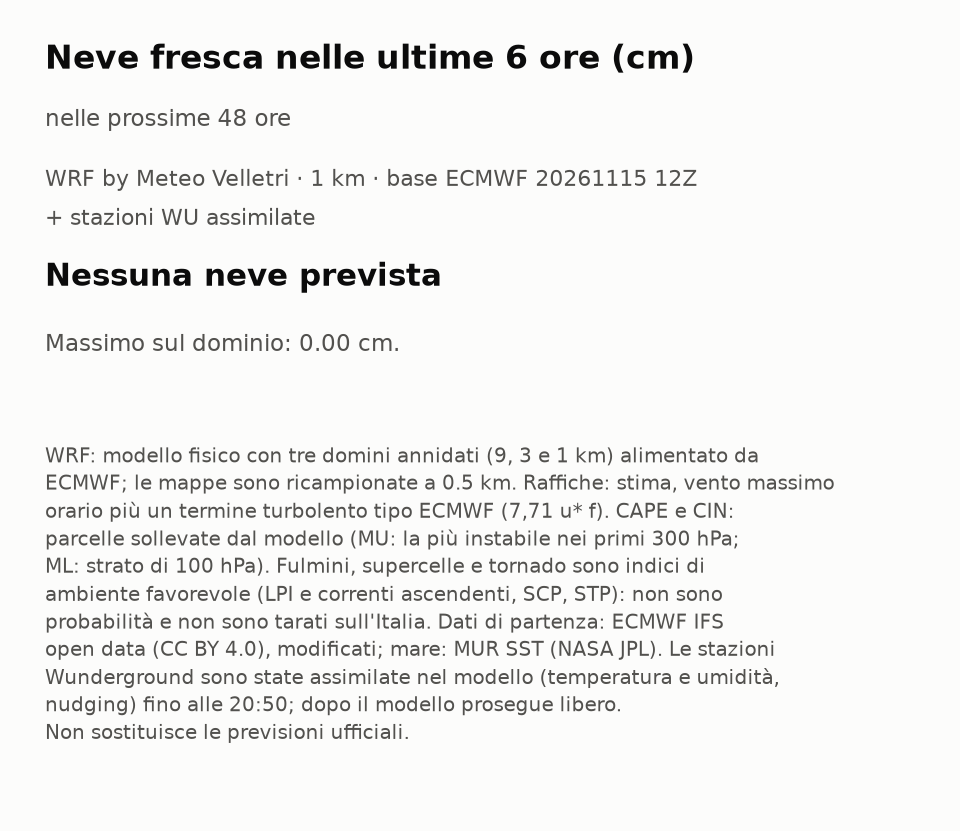 Neve fresca nelle ultime 6 ore (cm)
nelle prossime 48 ore
WRF by Meteo Velletri · 1 km · base ECMWF 20261115 12Z
+ stazioni WU assimilate
Nessuna neve prevista
Massimo sul dominio: 0.00 cm.
WRF: modello fisico con tre domini annidati (9, 3 e 1 km) alimentato da
ECMWF; le mappe sono ricampionate a 0.5 km. Raffiche: stima, vento massimo
orario più un termine turbolento tipo ECMWF (7,71 u* f). CAPE e CIN:
parcelle sollevate dal modello (MU: la più instabile nei primi 300 hPa;
ML: strato di 100 hPa). Fulmini, supercelle e tornado sono indici di
ambiente favorevole (LPI e correnti ascendenti, SCP, STP): non sono
probabilità e non sono tarati sull'Italia. Dati di partenza: ECMWF IFS
open data (CC BY 4.0), modificati; mare: MUR SST (NASA JPL). Le stazioni
Wunderground sono state assimilate nel modello (temperatura e umidità,
nudging) fino alle 20:50; dopo il modello prosegue libero.
Non sostituisce le previsioni ufficiali.